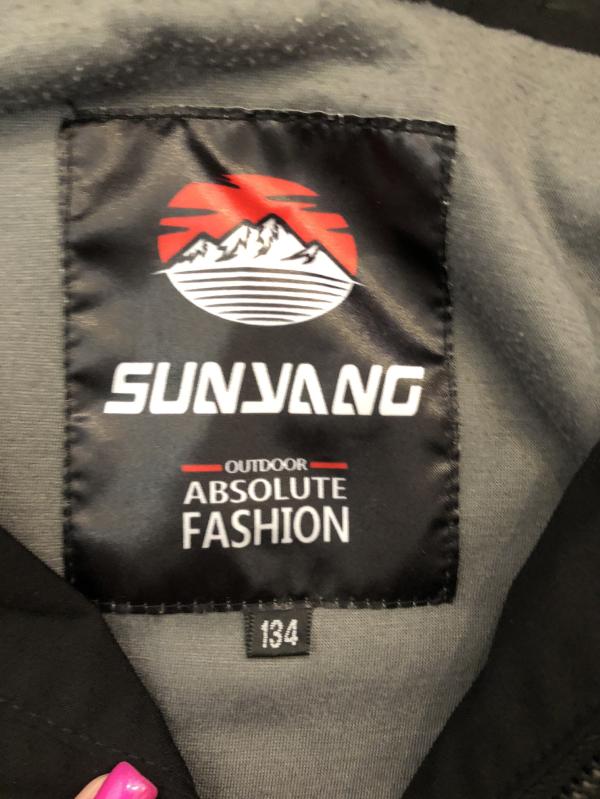 SUNYANG
OUTDOOR
ABSOLUTE
FASHION
134